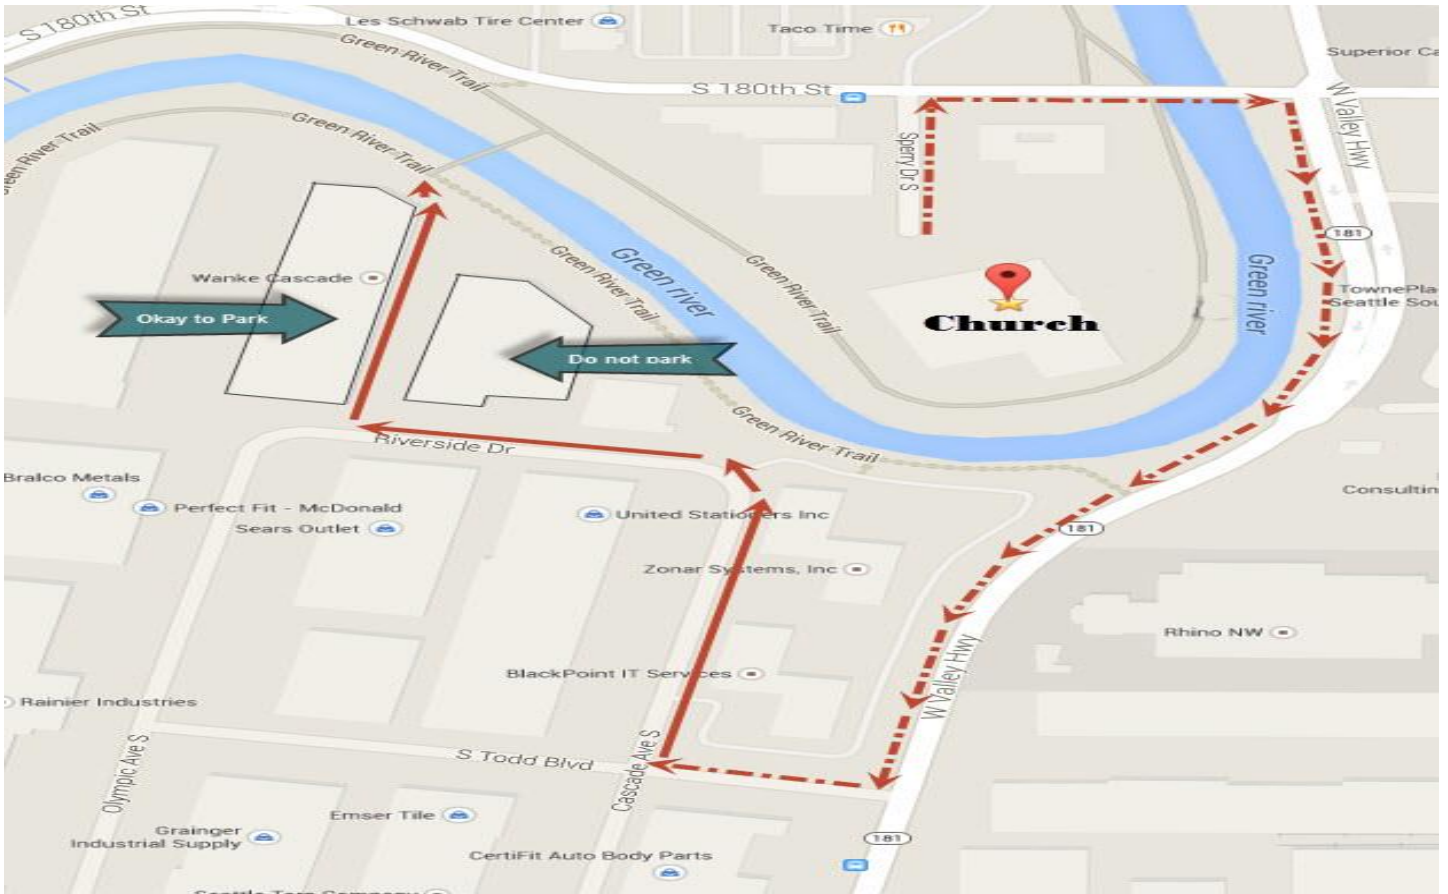 S 180th St
Les Schwab Tire Center
Taco Time
Green River Trail
Superior Ca
S 180th St
W Valley Hwy
Green River Trail
Green River Trail
Sperry Dr S
181
Wanke Cascade
Green River Trail
Green river
Green River Trail
Green river
TownePla
Seattle Sou
Okay to Park
Church
Do not park
Green River Trail
Riverside Dr
Bralco Metals
Perfect Fit - McDonald
Sears Outlet
United Stationers Inc
Consultin
181
Zonar Systems, Inc
Rhino NW
BlackPoint IT Services
W Valley Hwy
Rainier Industries
S Todd Blvd
Olympic Ave S
Cascade Ave S
Emser Tile
Grainger
Industrial Supply
181
CertiFit Auto Body Parts